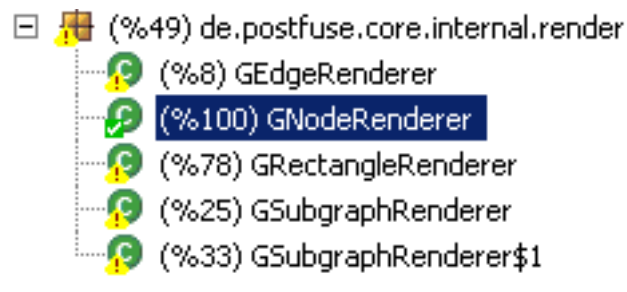 (%49) de.postfuse.core.internal.render
C (%8) GEdgeRenderer
C (%100) GNodeRenderer
C (%78) GRectangleRenderer
C (%25) GSubgraphRenderer
C (%33) GSubgraphRenderer$1